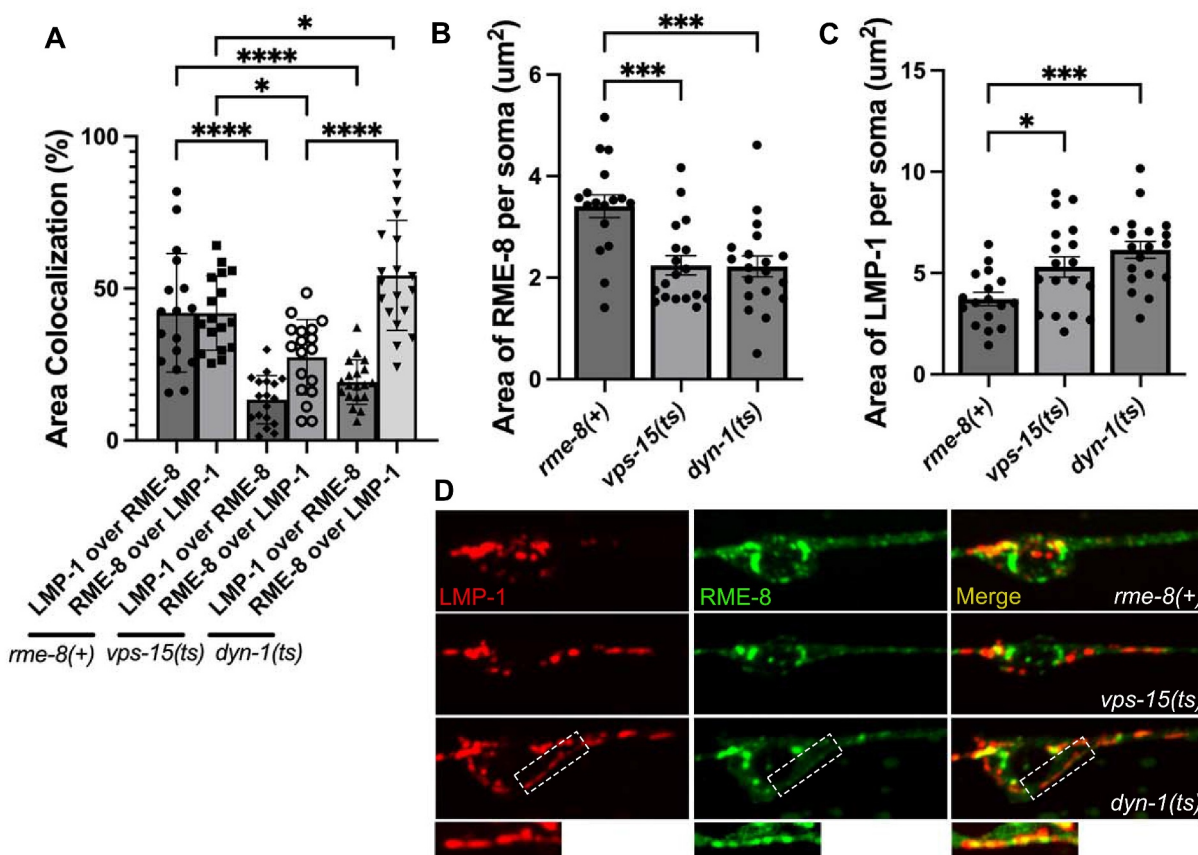 A
*
****
*
****
****
Area Colocalization (%)
100
50
0
LMP-1 over RME-8
RME-8 over LMP-1
LMP-1 over RME-8
RME-8 over LMP-1
LMP-1 over RME-8
RME-8 over LMP-1
rme-8(+)
vps-15(ts)
dyn-1(ts)
B
***
***
Area of RME-8 per soma (um²)
6
4
2
0
rme-8(+)
vps-15(ts)
dyn-1(ts)
C
***
*
Area of LMP-1 per soma (um²)
15
10
5
0
rme-8(+)
vps-15(ts)
dyn-1(ts)
D
LMP-1
RME-8
Merge
rme-8(+)
vps-15(ts)
dyn-1(ts)